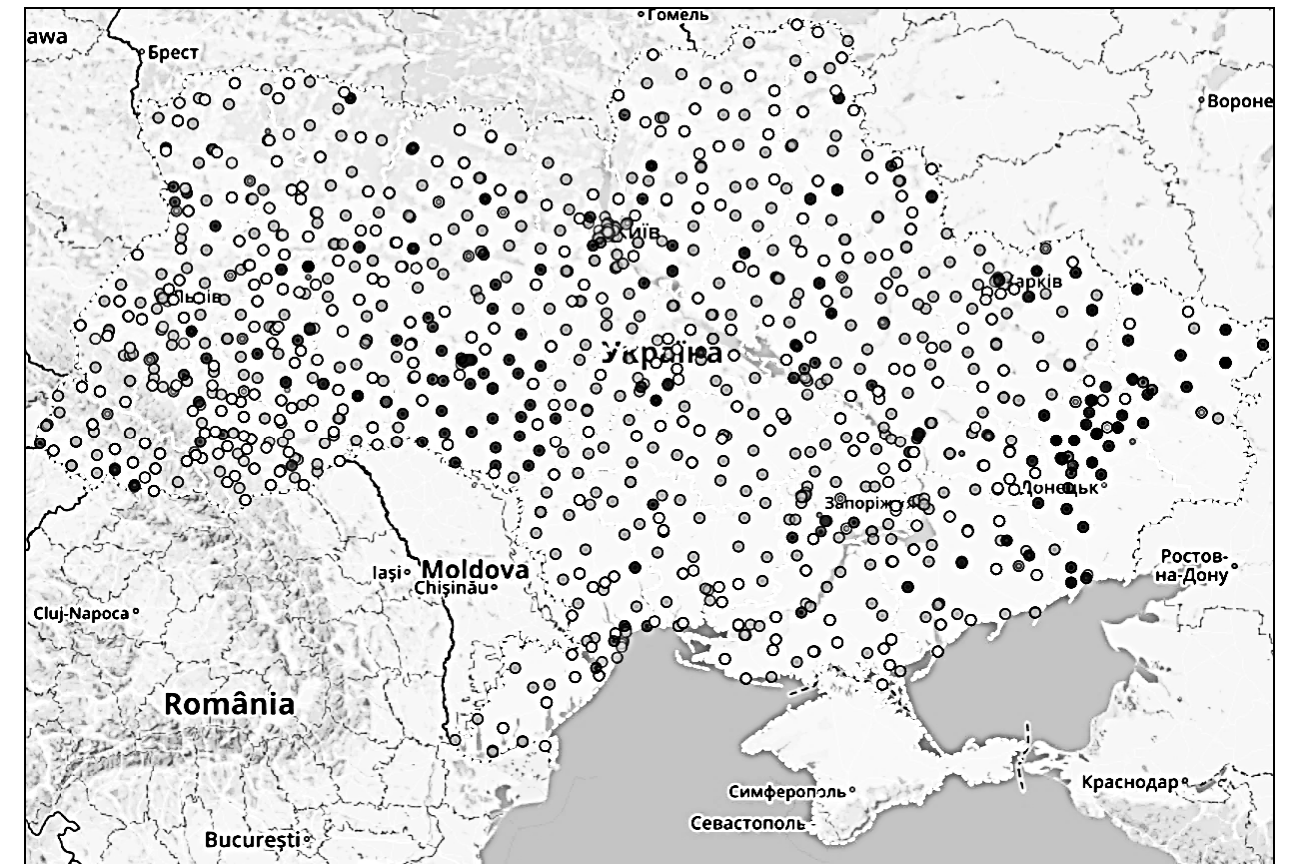 Гомель
awa
Брест
Вороне
Київ
Львів
Харків
Україна
Запоріжжя
Донецьк
Ростов-
на-Дону
Iași
Moldova
Chișinău
Cluj-Napoca
România
Краснодар
Симферополь
Севастополь
București